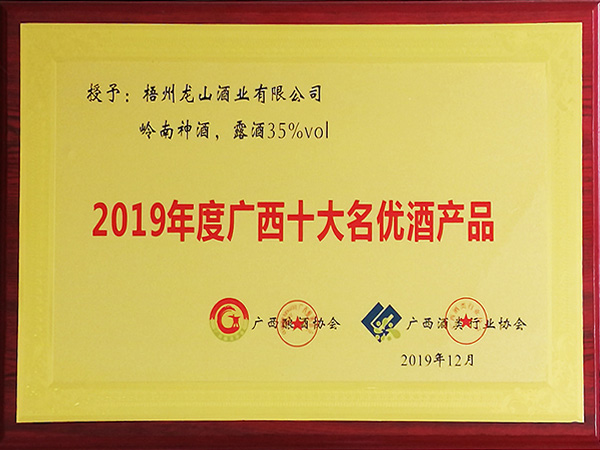 授予：梧州龙山酒业有限公司
岭南神酒，露酒35%vol
2019年度广西十大名优酒产品
广西酿酒协会 广西酒类行业协会
2019年12月